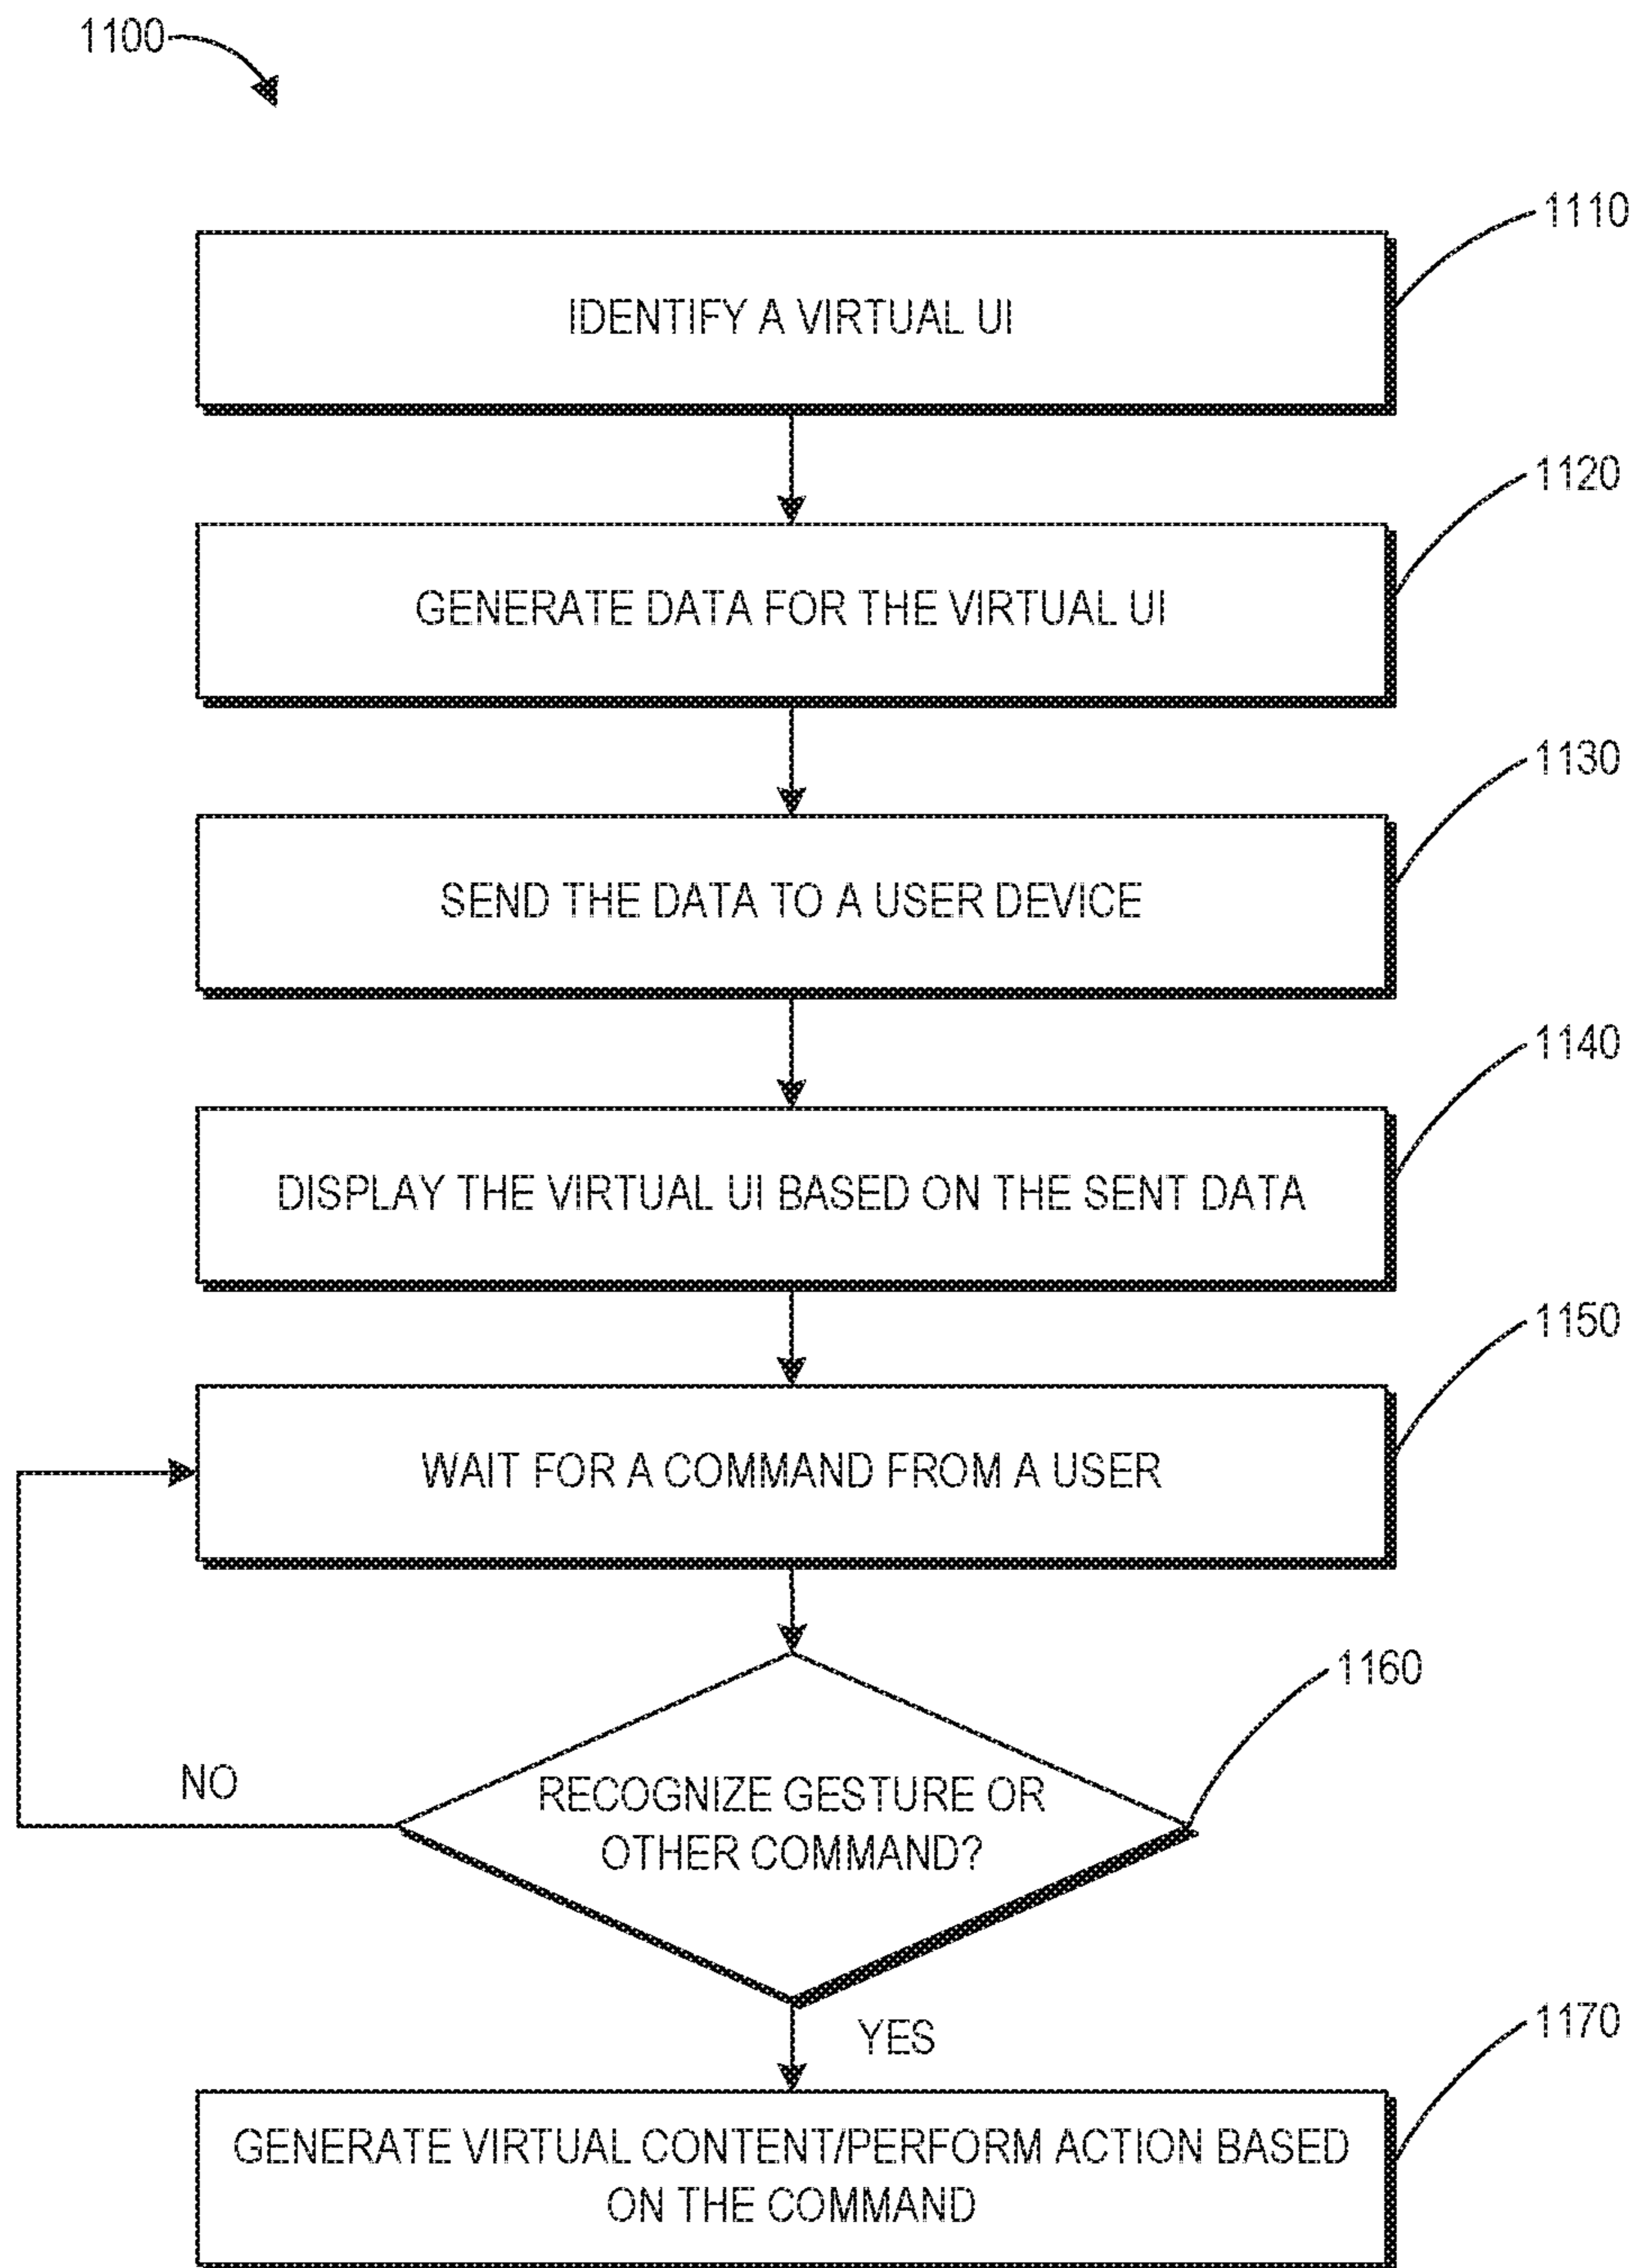 1100
1110
IDENTIFY A VIRTUAL UI
1120
GENERATE DATA FOR THE VIRTUAL UI
1130
SEND THE DATA TO A USER DEVICE
1140
DISPLAY THE VIRTUAL UI BASED ON THE SENT DATA
1150
WAIT FOR A COMMAND FROM A USER
1160
NO
RECOGNIZE GESTURE OR
OTHER COMMAND?
YES
1170
GENERATE VIRTUAL CONTENT/PERFORM ACTION BASED
ON THE COMMAND